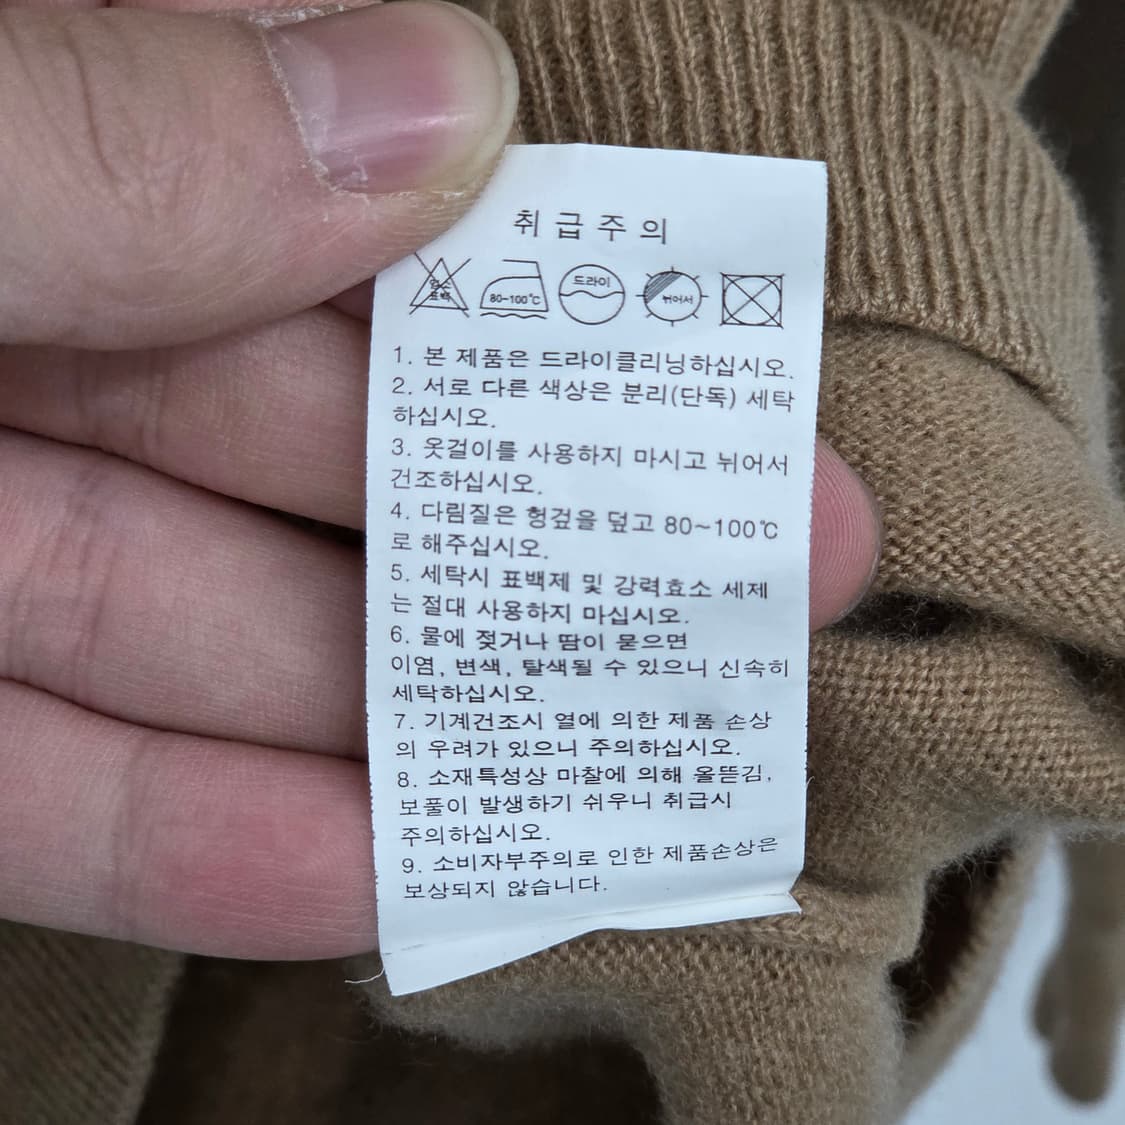 취급주의
염소
표백
80~100℃
드라이
뉘어서
1. 본 제품은 드라이클리닝하십시오.
2. 서로 다른 색상은 분리(단독) 세탁
하십시오.
3. 옷걸이를 사용하지 마시고 뉘어서
건조하십시오.
4. 다림질은 헝겊을 덮고 80~100℃
로 해주십시오.
5. 세탁시 표백제 및 강력효소 세제
는 절대 사용하지 마십시오.
6. 물에 젖거나 땀이 묻으면
이염, 변색, 탈색될 수 있으니 신속히
세탁하십시오.
7. 기계건조시 열에 의한 제품 손상
의 우려가 있으니 주의하십시오.
8. 소재특성상 마찰에 의해 올뜯김,
보풀이 발생하기 쉬우니 취급시
주의하십시오.
9. 소비자부주의로 인한 제품손상은
보상되지 않습니다.